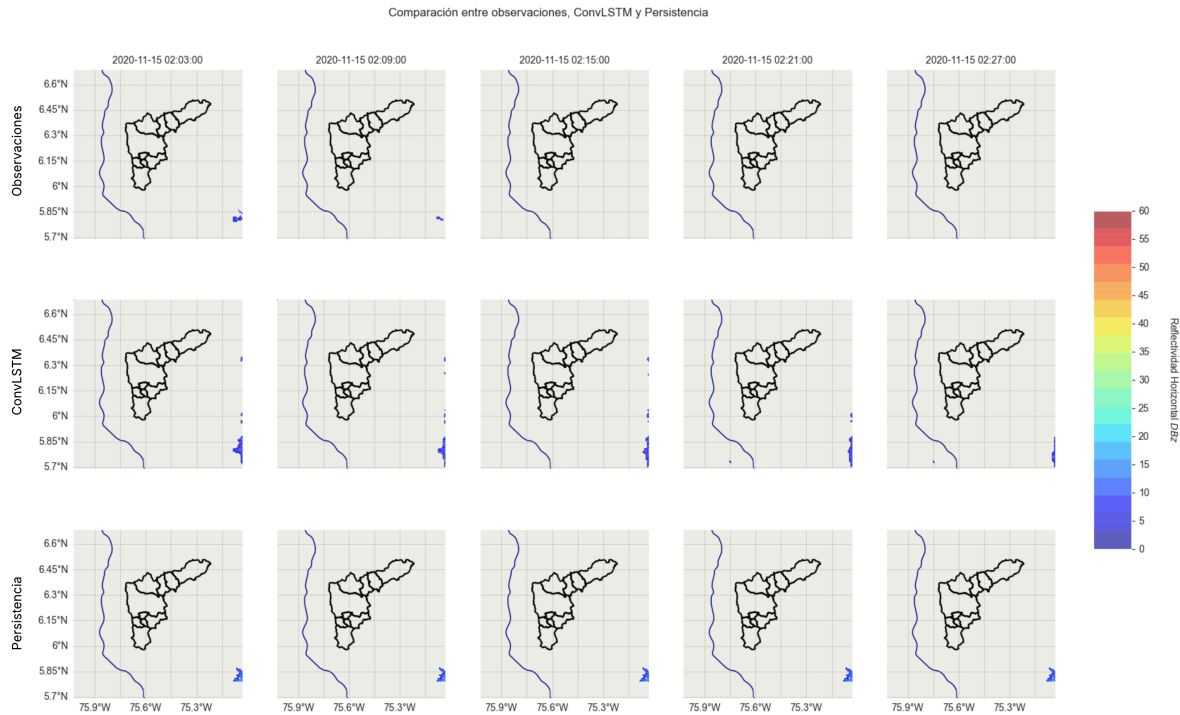 Comparación entre observaciones, ConvLSTM y Persistencia
2020-11-15 02:03:00
2020-11-15 02:09:00
2020-11-15 02:15:00
2020-11-15 02:21:00
2020-11-15 02:27:00
Observaciones
6.6°N
6.45°N
6.3°N
6.15°N
6°N
5.85°N
5.7°N
ConvLSTM
6.6°N
6.45°N
6.3°N
6.15°N
6°N
5.85°N
5.7°N
Persistencia
6.6°N
6.45°N
6.3°N
6.15°N
6°N
5.85°N
5.7°N
75.9°W 75.6°W 75.3°W
75.9°W 75.6°W 75.3°W
75.9°W 75.6°W 75.3°W
75.9°W 75.6°W 75.3°W
75.9°W 75.6°W 75.3°W
60
55
50
45
40
35
30
25
20
15
10
5
0
Reflectividad Horizontal DBz